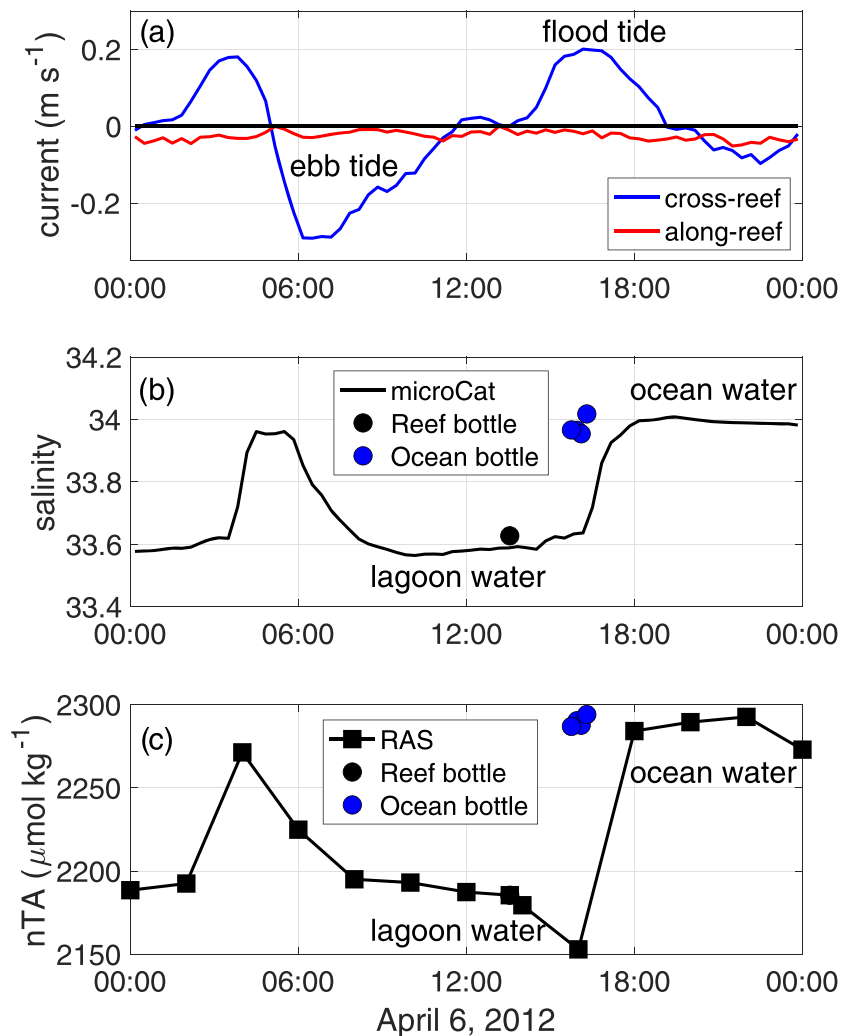 (a)
flood tide
ebb tide
current (m s⁻¹)
0.2
0
-0.2
cross-reef
along-reef
00:00 06:00 12:00 18:00 00:00
(b)
microCat
Reef bottle
Ocean bottle
ocean water
lagoon water
salinity
34.2
34
33.8
33.6
33.4
00:00 06:00 12:00 18:00 00:00
(c)
RAS
Reef bottle
Ocean bottle
ocean water
lagoon water
nTA (μmol kg⁻¹)
2300
2250
2200
2150
00:00 06:00 12:00 18:00 00:00
April 6, 2012